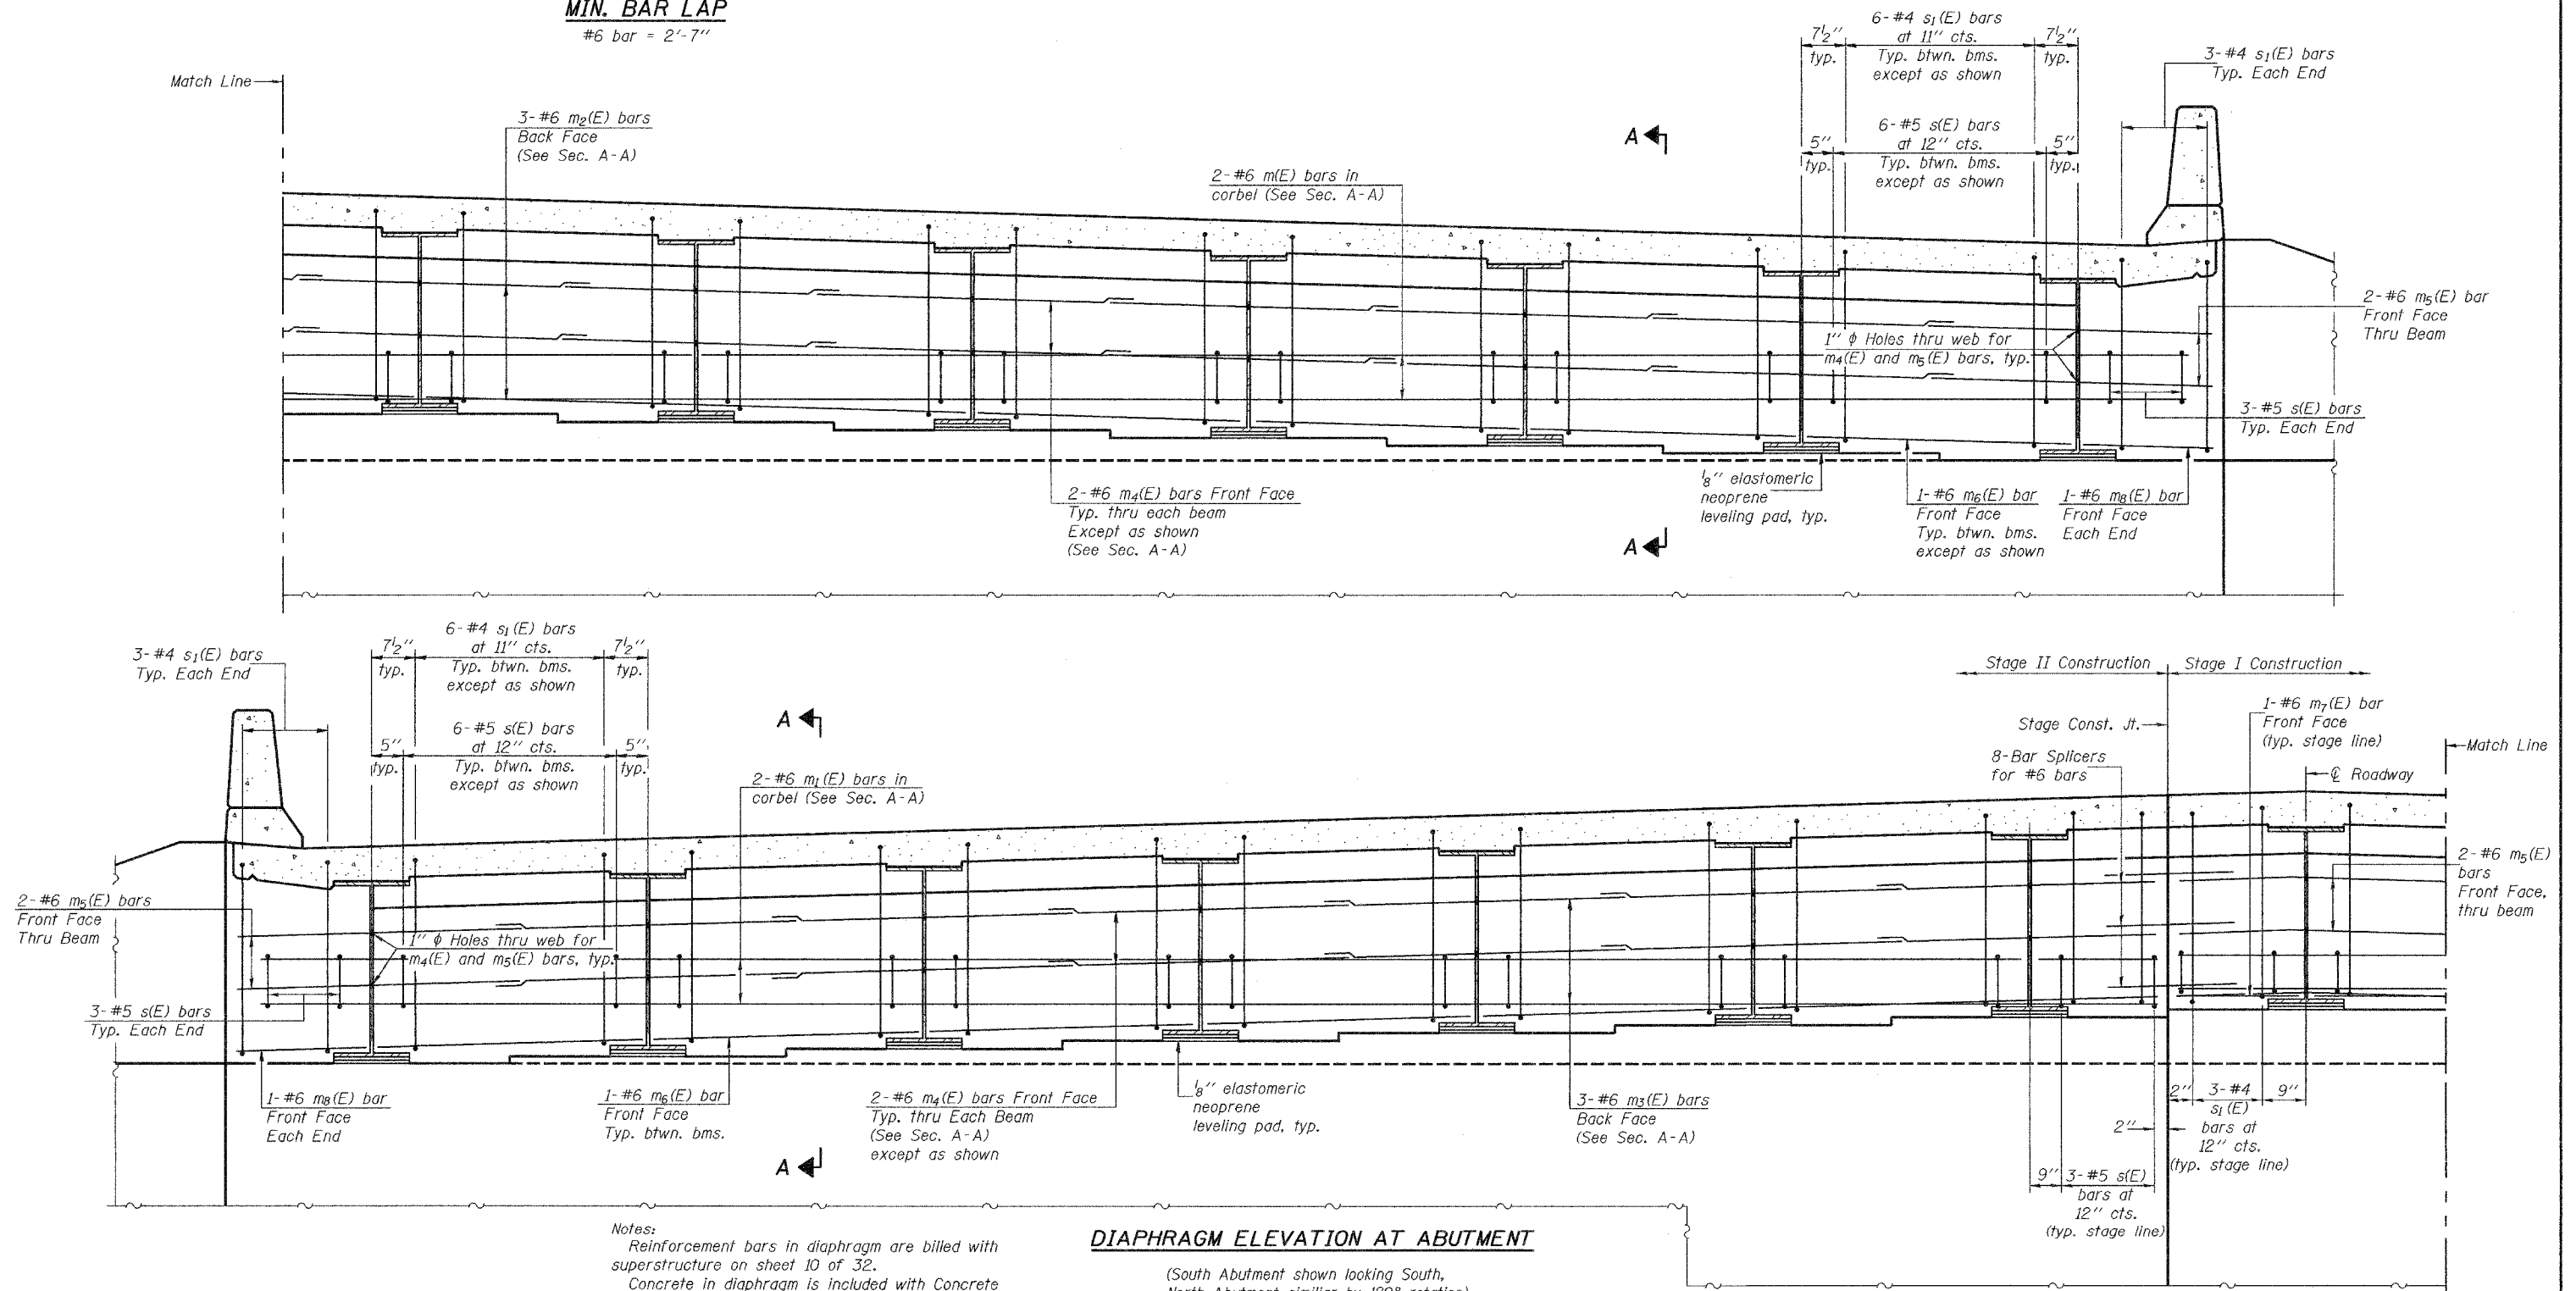 MIN. BAR LAP
#6 bar = 2'-7"
Match Line
3-#6 m2(E) bars
Back Face
(See Sec. A-A)
2-#6 m(E) bars in
corbel (See Sec. A-A)
A
6-#4 s1(E) bars
at 11" cts.
Typ. btwn. bms.
except as shown
7½"
typ.
7½"
typ.
6-#5 s(E) bars
at 12" cts.
Typ. btwn. bms.
except as shown
5"
typ.
5"
typ.
3-#4 s1(E) bars
Typ. Each End
2-#6 m5(E) bar
Front Face
Thru Beam
1" φ Holes thru web for
m4(E) and m5(E) bars, typ.
3-#5 s(E) bars
Typ. Each End
2-#6 m4(E) bars Front Face
Typ. thru each beam
Except as shown
(See Sec. A-A)
A
⅛" elastomeric
neoprene
leveling pad, typ.
1-#6 m6(E) bar
Front Face
Typ. btwn. bms.
except as shown
1-#6 m8(E) bar
Front Face
Each End
3-#4 s1(E) bars
Typ. Each End
7½"
typ.
6-#4 s1(E) bars
at 11" cts.
Typ. btwn. bms.
except as shown
7½"
typ.
5"
typ.
6-#5 s(E) bars
at 12" cts.
Typ. btwn. bms.
except as shown
5"
typ.
A
2-#6 m1(E) bars in
corbel (See Sec. A-A)
Stage II Construction
Stage I Construction
Stage Const. Jt.
8-Bar Splicers
for #6 bars
1-#6 m7(E) bar
Front Face
(typ. stage line)
Match Line
℄ Roadway
2-#6 m5(E)
bars
Front Face,
thru beam
2-#6 m5(E) bars
Front Face
Thru Beam
1" φ Holes thru web for
m4(E) and m5(E) bars, typ.
3-#5 s(E) bars
Typ. Each End
1-#6 m8(E) bar
Front Face
Each End
1-#6 m6(E) bar
Front Face
Typ. btwn. bms.
2-#6 m4(E) bars Front Face
Typ. thru Each Beam
(See Sec. A-A)
except as shown
A
⅛" elastomeric
neoprene
leveling pad, typ.
3-#6 m3(E) bars
Back Face
(See Sec. A-A)
2"
3-#4
s1(E)
bars at
12" cts.
(typ. stage line)
9"
2"
9"
3-#5 s(E)
bars at
12" cts.
(typ. stage line)
Notes:
Reinforcement bars in diaphragm are billed with
superstructure on sheet 10 of 32.
Concrete in diaphragm is included with Concrete
DIAPHRAGM ELEVATION AT ABUTMENT
(South Abutment shown looking South,
North Abutment similar by 180° rotation)